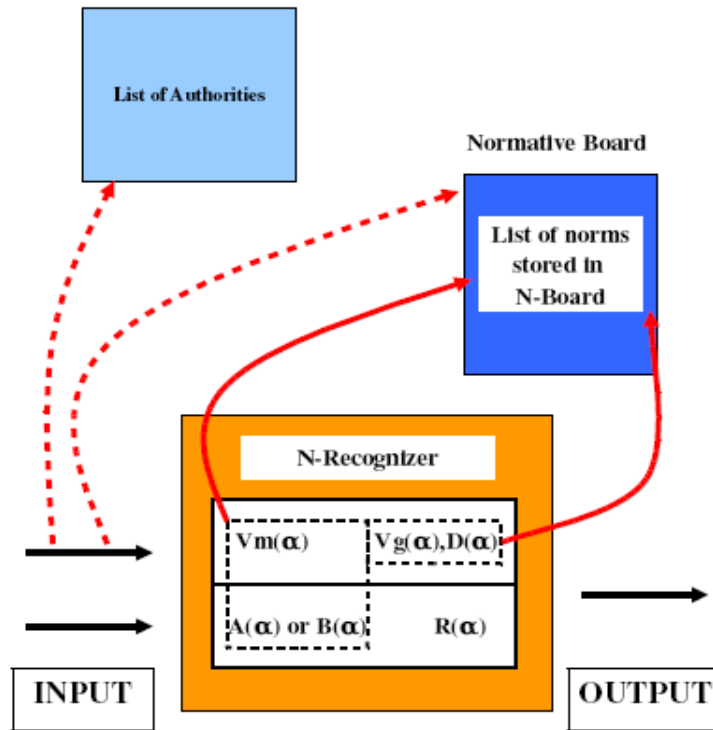 List of Authorities
Normative Board
List of norms
stored in
N-Board
N-Recognizer
Vm(α)
Vg(α),D(α)
A(α) or B(α)
R(α)
INPUT
OUTPUT